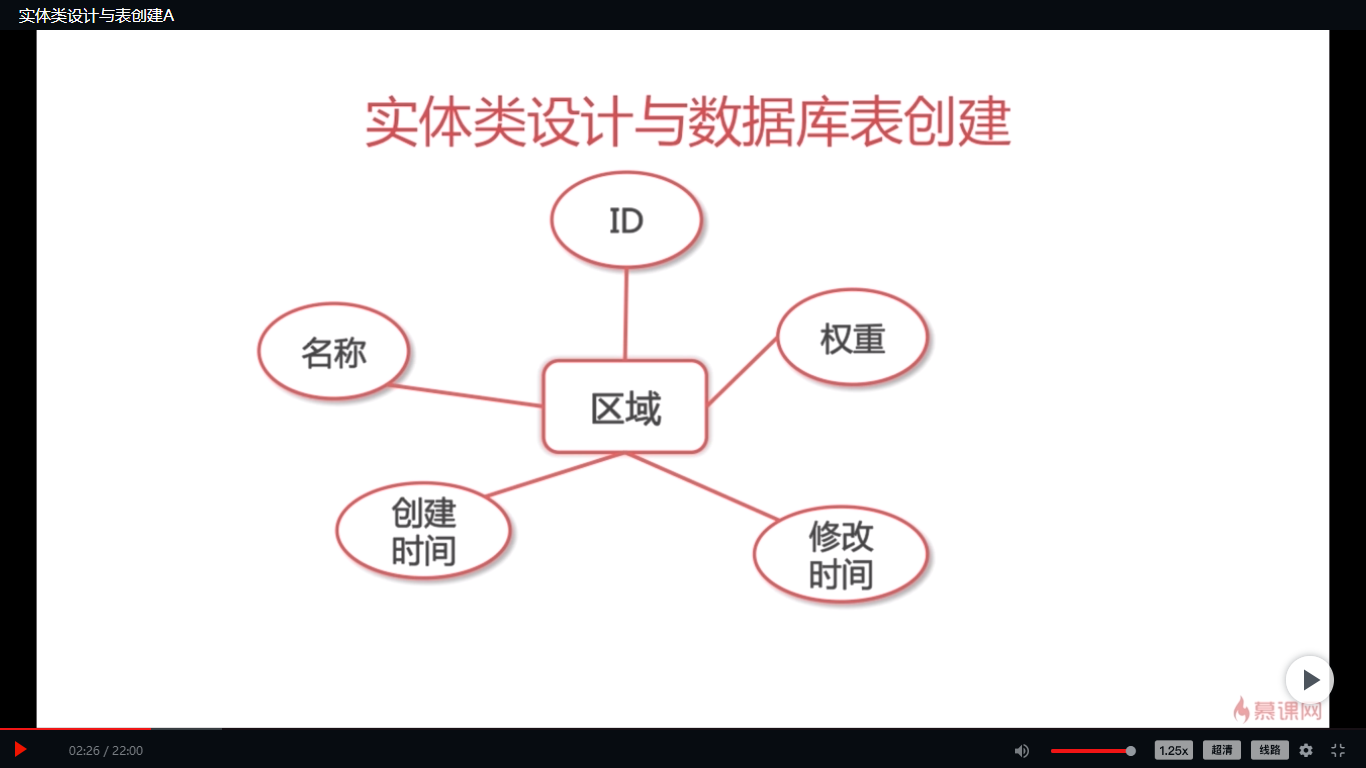 实体类设计与表创建A
实体类设计与数据库表创建
ID
名称
权重
区域
创建
时间
修改
时间
慕课网
02:26 / 22:00
1.25x
超清
线路